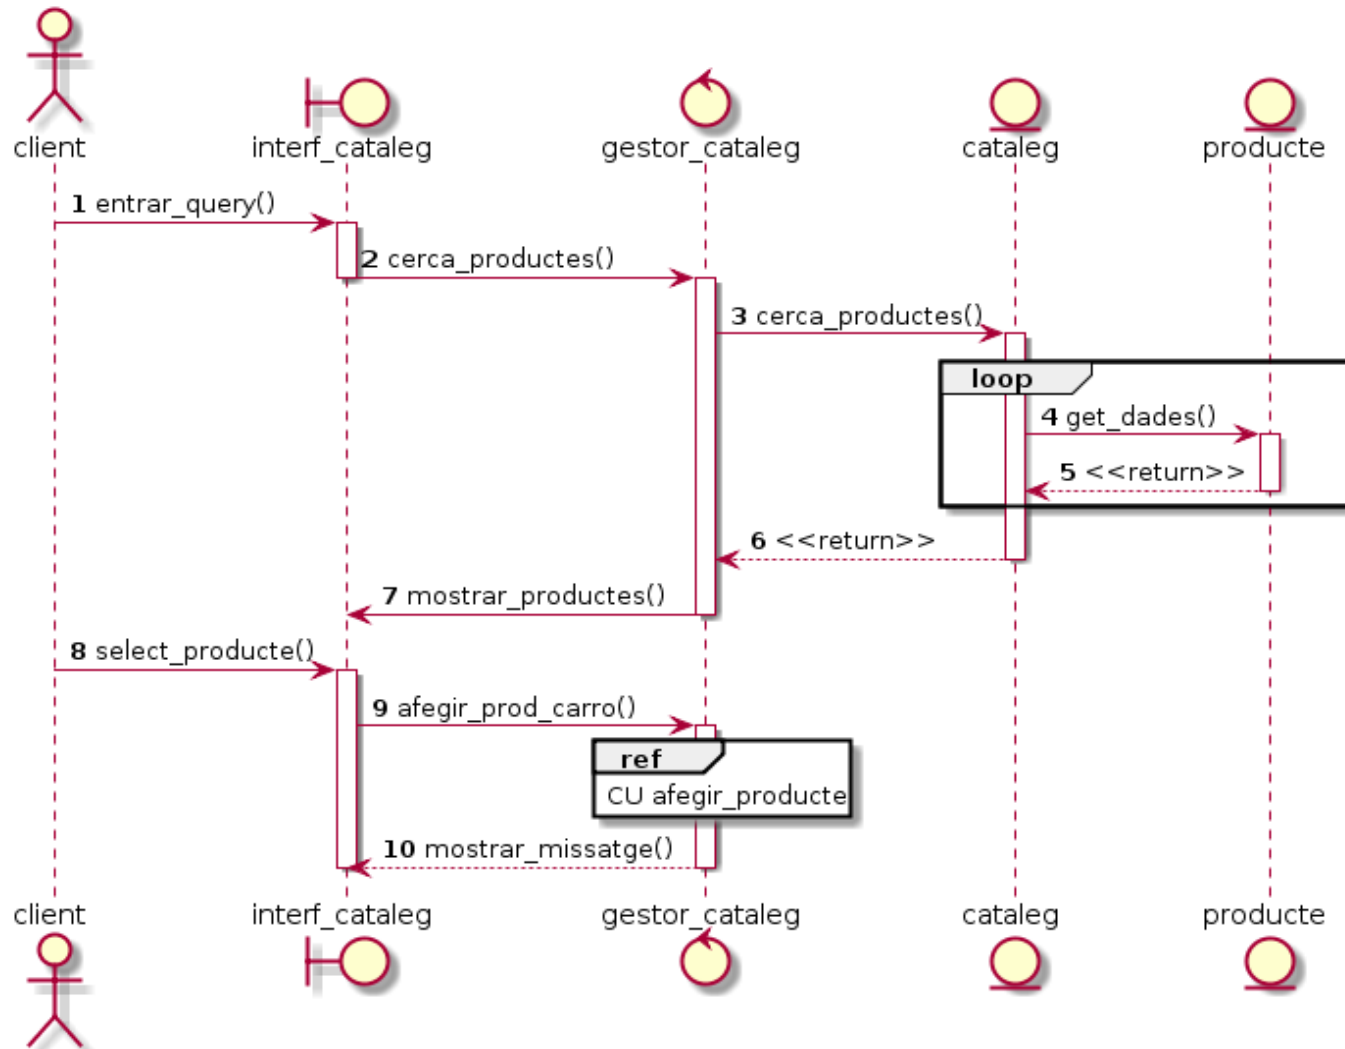 client
interf_cataleg
gestor_cataleg
cataleg
producte
1 entrar_query()
2 cerca_productes()
3 cerca_productes()
loop
4 get_dades()
5 <<return>>
6 <<return>>
7 mostrar_productes()
8 select_producte()
9 afegir_prod_carro()
ref
CU afegir_producte
10 mostrar_missatge()
client
interf_cataleg
gestor_cataleg
cataleg
producte